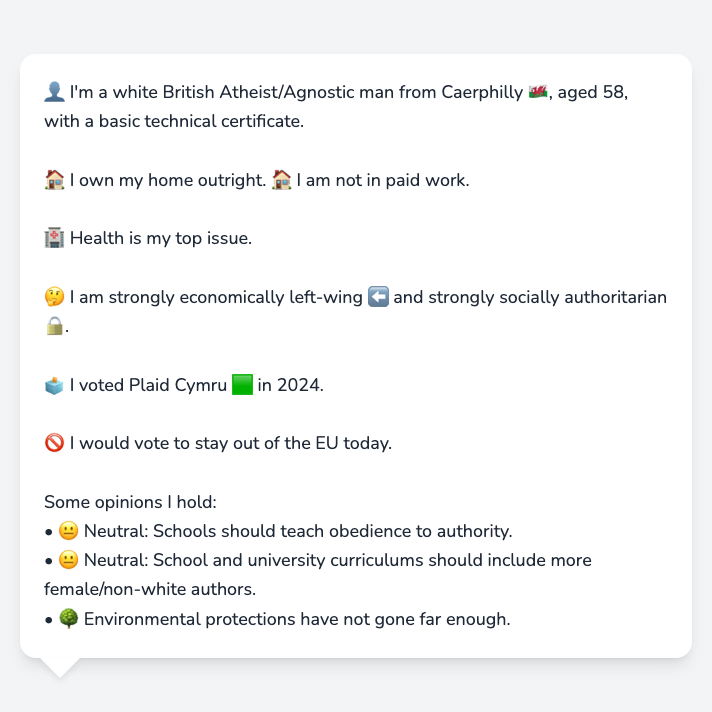 👤 I'm a white British Atheist/Agnostic man from Caerphilly 🏴󠁧󠁢󠁷󠁬󠁳󠁿, aged 58,
with a basic technical certificate.
🏠 I own my home outright. 🏠 I am not in paid work.
🏥 Health is my top issue.
🤔 I am strongly economically left-wing ⬅️ and strongly socially authoritarian
🔒.
🗳️ I voted Plaid Cymru 🟩 in 2024.
🚫 I would vote to stay out of the EU today.
Some opinions I hold:
• 😐 Neutral: Schools should teach obedience to authority.
• 😐 Neutral: School and university curriculums should include more
female/non-white authors.
• 🌳 Environmental protections have not gone far enough.